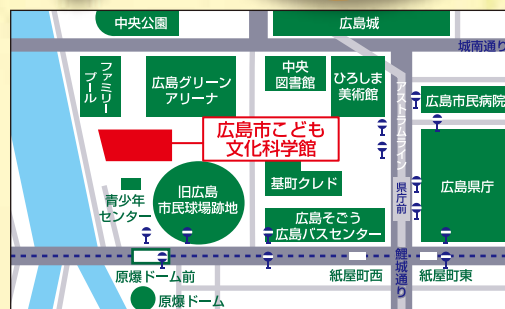 中央公園
広島城
城南通り
ファミリー
プール
広島グリーン
アリーナ
中央
図書館
ひろしま
美術館
アストラムライン
広島市民病院
広島市こども
文化科学館
青少年
センター
旧広島
市民球場跡地
基町クレド
県庁前
広島県庁
広島そごう
広島バスセンター
鯉城通り
原爆ドーム前
紙屋町西
紙屋町東
原爆ドーム